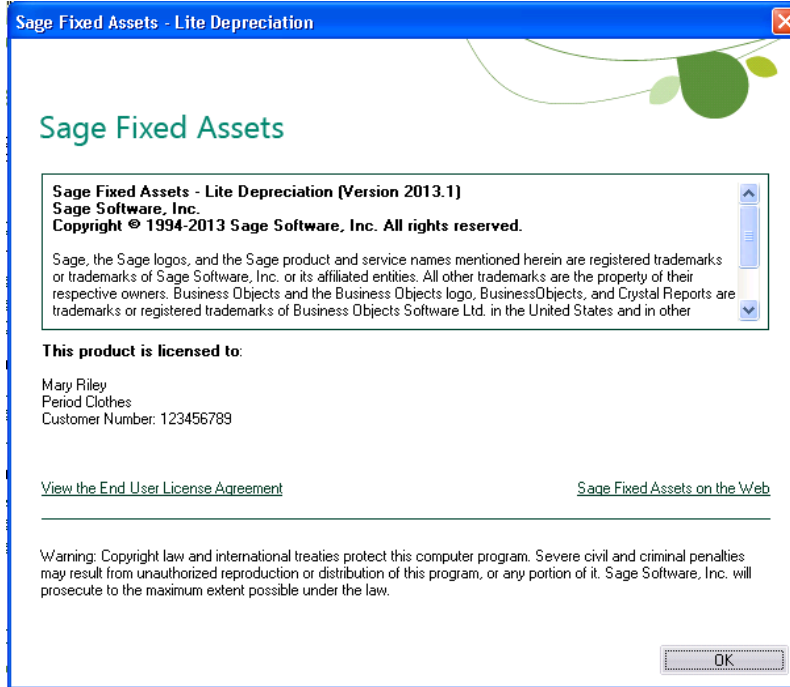 Sage Fixed Assets - Lite Depreciation
Sage Fixed Assets
Sage Fixed Assets - Lite Depreciation (Version 2013.1)
Sage Software, Inc.
Copyright © 1994-2013 Sage Software, Inc. All rights reserved.
Sage, the Sage logos, and the Sage product and service names mentioned herein are registered trademarks
or trademarks of Sage Software, Inc. or its affiliated entities. All other trademarks are the property of their
respective owners. Business Objects and the Business Objects logo, BusinessObjects, and Crystal Reports are
trademarks or registered trademarks of Business Objects Software Ltd. in the United States and in other
This product is licensed to:
Mary Riley
Period Clothes
Customer Number: 123456789
View the End User License Agreement
Sage Fixed Assets on the Web
Warning: Copyright law and international treaties protect this computer program. Severe civil and criminal penalties
may result from unauthorized reproduction or distribution of this program, or any portion of it. Sage Software, Inc. will
prosecute to the maximum extent possible under the law.
OK